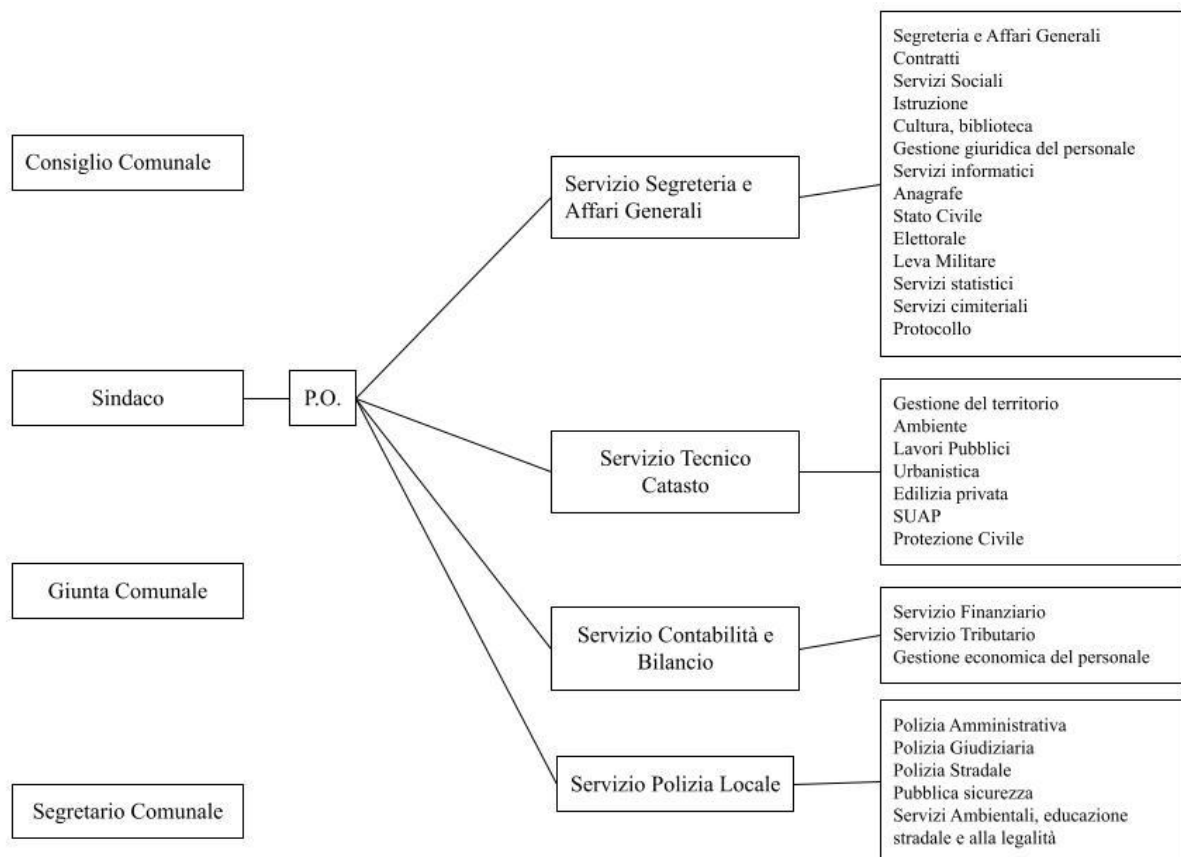 Consiglio Comunale
Sindaco
Giunta Comunale
Segretario Comunale
P.O.
Servizio Segreteria e
Affari Generali
Servizio Tecnico
Catasto
Servizio Contabilità e
Bilancio
Servizio Polizia Locale
Segreteria e Affari Generali
Contratti
Servizi Sociali
Istruzione
Cultura, biblioteca
Gestione giuridica del personale
Servizi informatici
Anagrafe
Stato Civile
Elettorale
Leva Militare
Servizi statistici
Servizi cimiteriali
Protocollo
Gestione del territorio
Ambiente
Lavori Pubblici
Urbanistica
Edilizia privata
SUAP
Protezione Civile
Servizio Finanziario
Servizio Tributario
Gestione economica del personale
Polizia Amministrativa
Polizia Giudiziaria
Polizia Stradale
Pubblica sicurezza
Servizi Ambientali, educazione
stradale e alla legalità